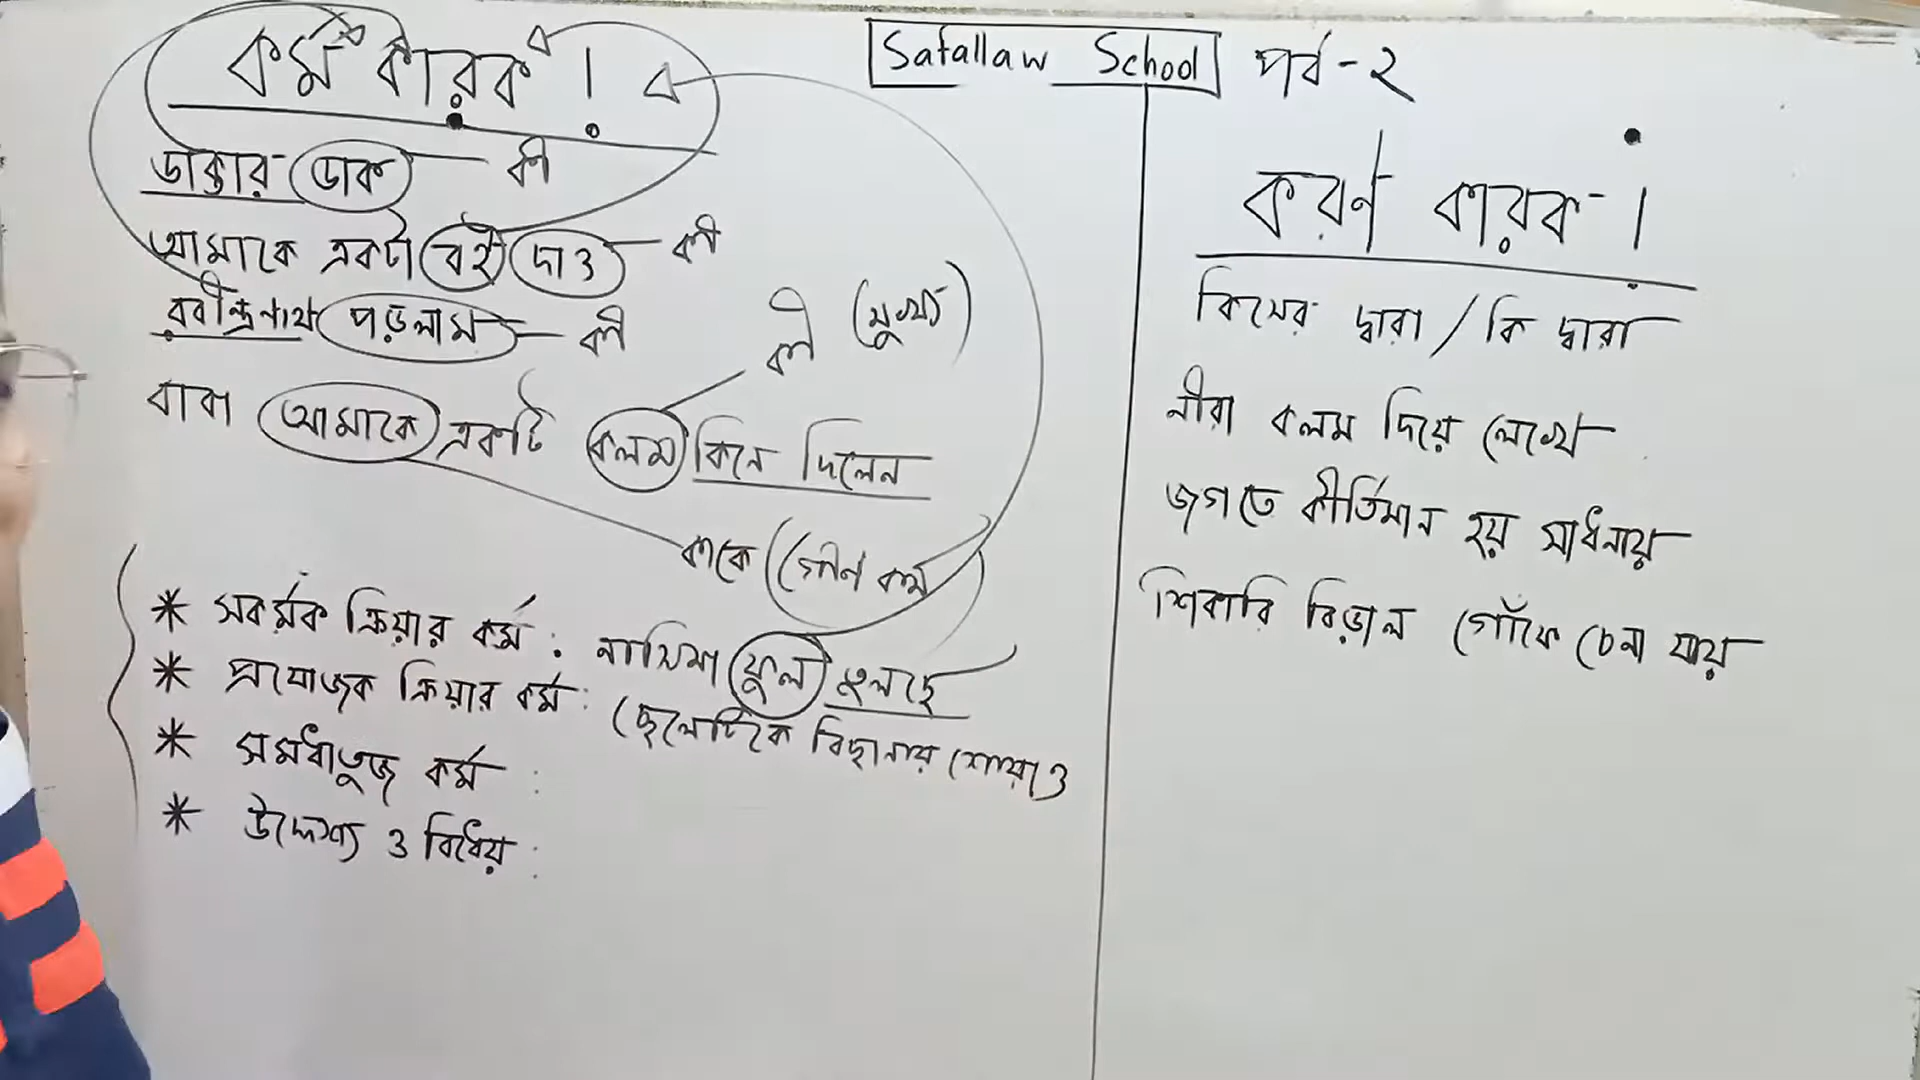 Safallaw School পর্ব-২
কর্ম কারক।
ডাক্তার ডাক — কী
আমাকে একটা বই দাও — কী
রবীন্দ্রনাথ পড়লাম — কী
কী (মুখ্য)
বাবা আমাকে একটি কলম কিনে দিলেন
কাকে (গৌণ কর্ম)
* সকর্মক ক্রিয়ার কর্ম : নাসিমা ফুল তুলছে
* প্রযোজক ক্রিয়ার কর্ম : ছেলেটিকে বিছানায় শোয়াও
* সমধাতুজ কর্ম :
* উদ্দেশ্য ও বিধেয় :
করণ কারক।
কিসের দ্বারা / কি দ্বারা
নীরা কলম দিয়ে লেখে
জগতে কীর্তিমান হয় সাধনায়
শিকারি বিড়াল গোঁফে চেনা যায়